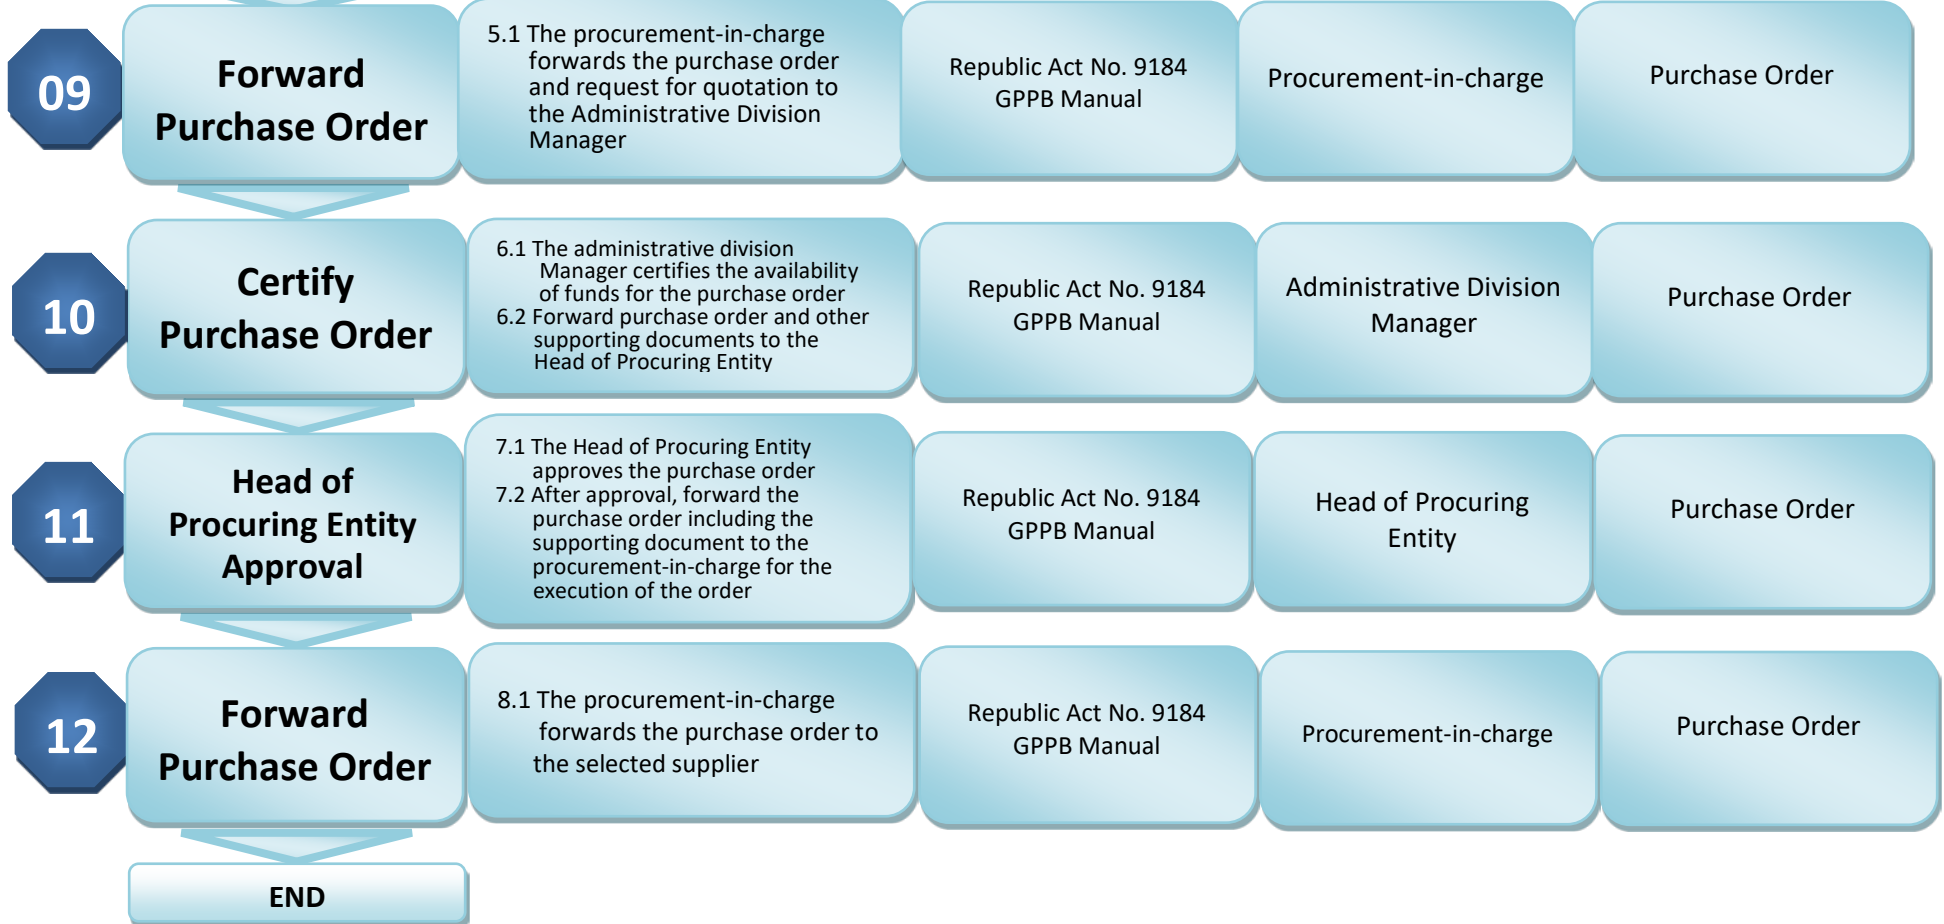 09
Forward
Purchase Order
5.1 The procurement-in-charge
forwards the purchase order
and request for quotation to
the Administrative Division
Manager
Republic Act No. 9184
GPPB Manual
Procurement-in-charge
Purchase Order
10
Certify
Purchase Order
6.1 The administrative division
Manager certifies the availability
of funds for the purchase order
6.2 Forward purchase order and other
supporting documents to the
Head of Procuring Entity
Republic Act No. 9184
GPPB Manual
Administrative Division
Manager
Purchase Order
11
Head of
Procuring Entity
Approval
7.1 The Head of Procuring Entity
approves the purchase order
7.2 After approval, forward the
purchase order including the
supporting document to the
procurement-in-charge for the
execution of the order
Republic Act No. 9184
GPPB Manual
Head of Procuring
Entity
Purchase Order
12
Forward
Purchase Order
8.1 The procurement-in-charge
forwards the purchase order to
the selected supplier
Republic Act No. 9184
GPPB Manual
Procurement-in-charge
Purchase Order
END